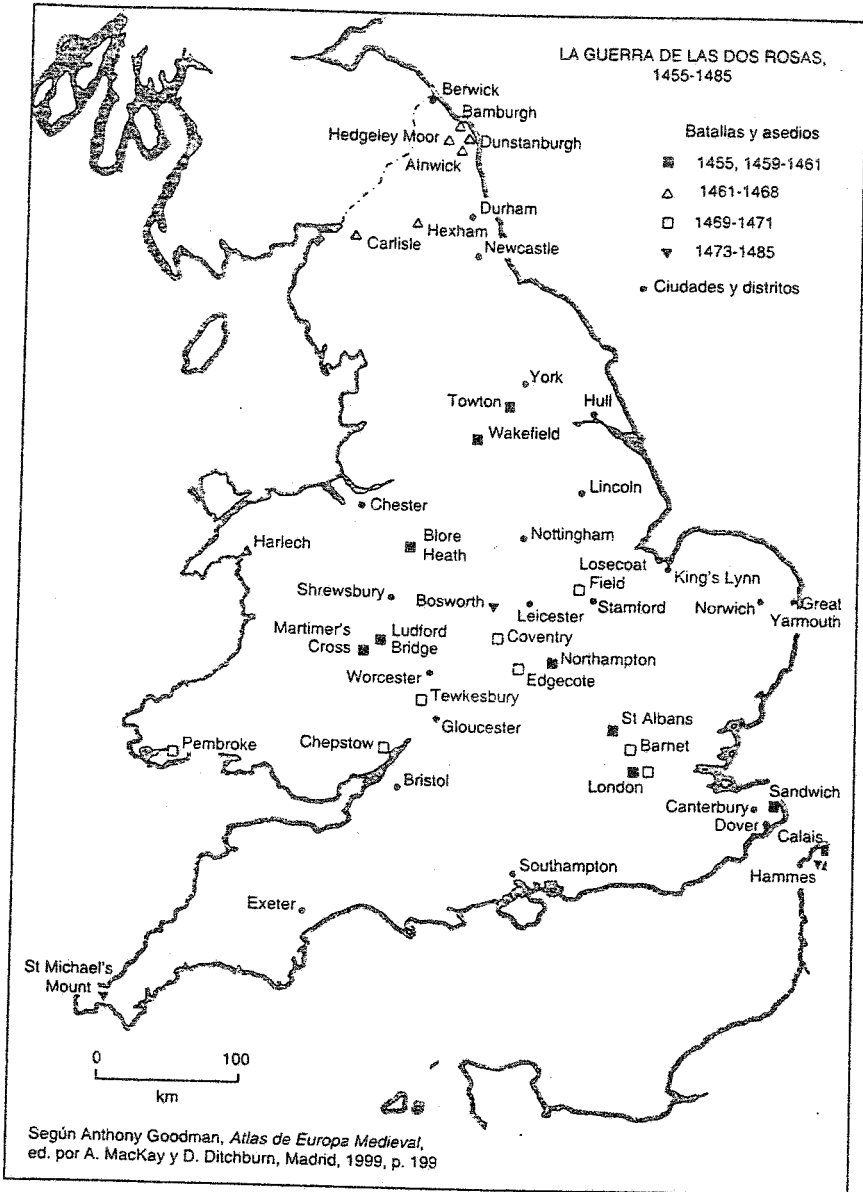 LA GUERRA DE LAS DOS ROSAS,
1455-1485
Batallas y asedios
1455, 1459-1461
1461-1468
1469-1471
1473-1485
Ciudades y distritos
Berwick
Bamburgh
Hedgeley Moor
Dunstanburgh
Alnwick
Durham
Hexham
Carlisle
Newcastle
York
Towton
Hull
Wakefield
Lincoln
Chester
Blore
Heath
Nottingham
Harlech
Losecoat
Field
King's Lynn
Shrewsbury
Bosworth
Leicester
Stamford
Norwich
Great
Yarmouth
Martimer's
Cross
Ludford
Bridge
Coventry
Northampton
Worcester
Edgecote
Tewkesbury
Gloucester
St Albans
Pembroke
Chepstow
Barnet
Bristol
London
Sandwich
Canterbury
Dover
Calais
Southampton
Hammes
Exeter
St Michael's
Mount
0 100
km
Según Anthony Goodman, Atlas de Europa Medieval,
ed. por A. MacKay y D. Ditchburn, Madrid, 1999, p. 199